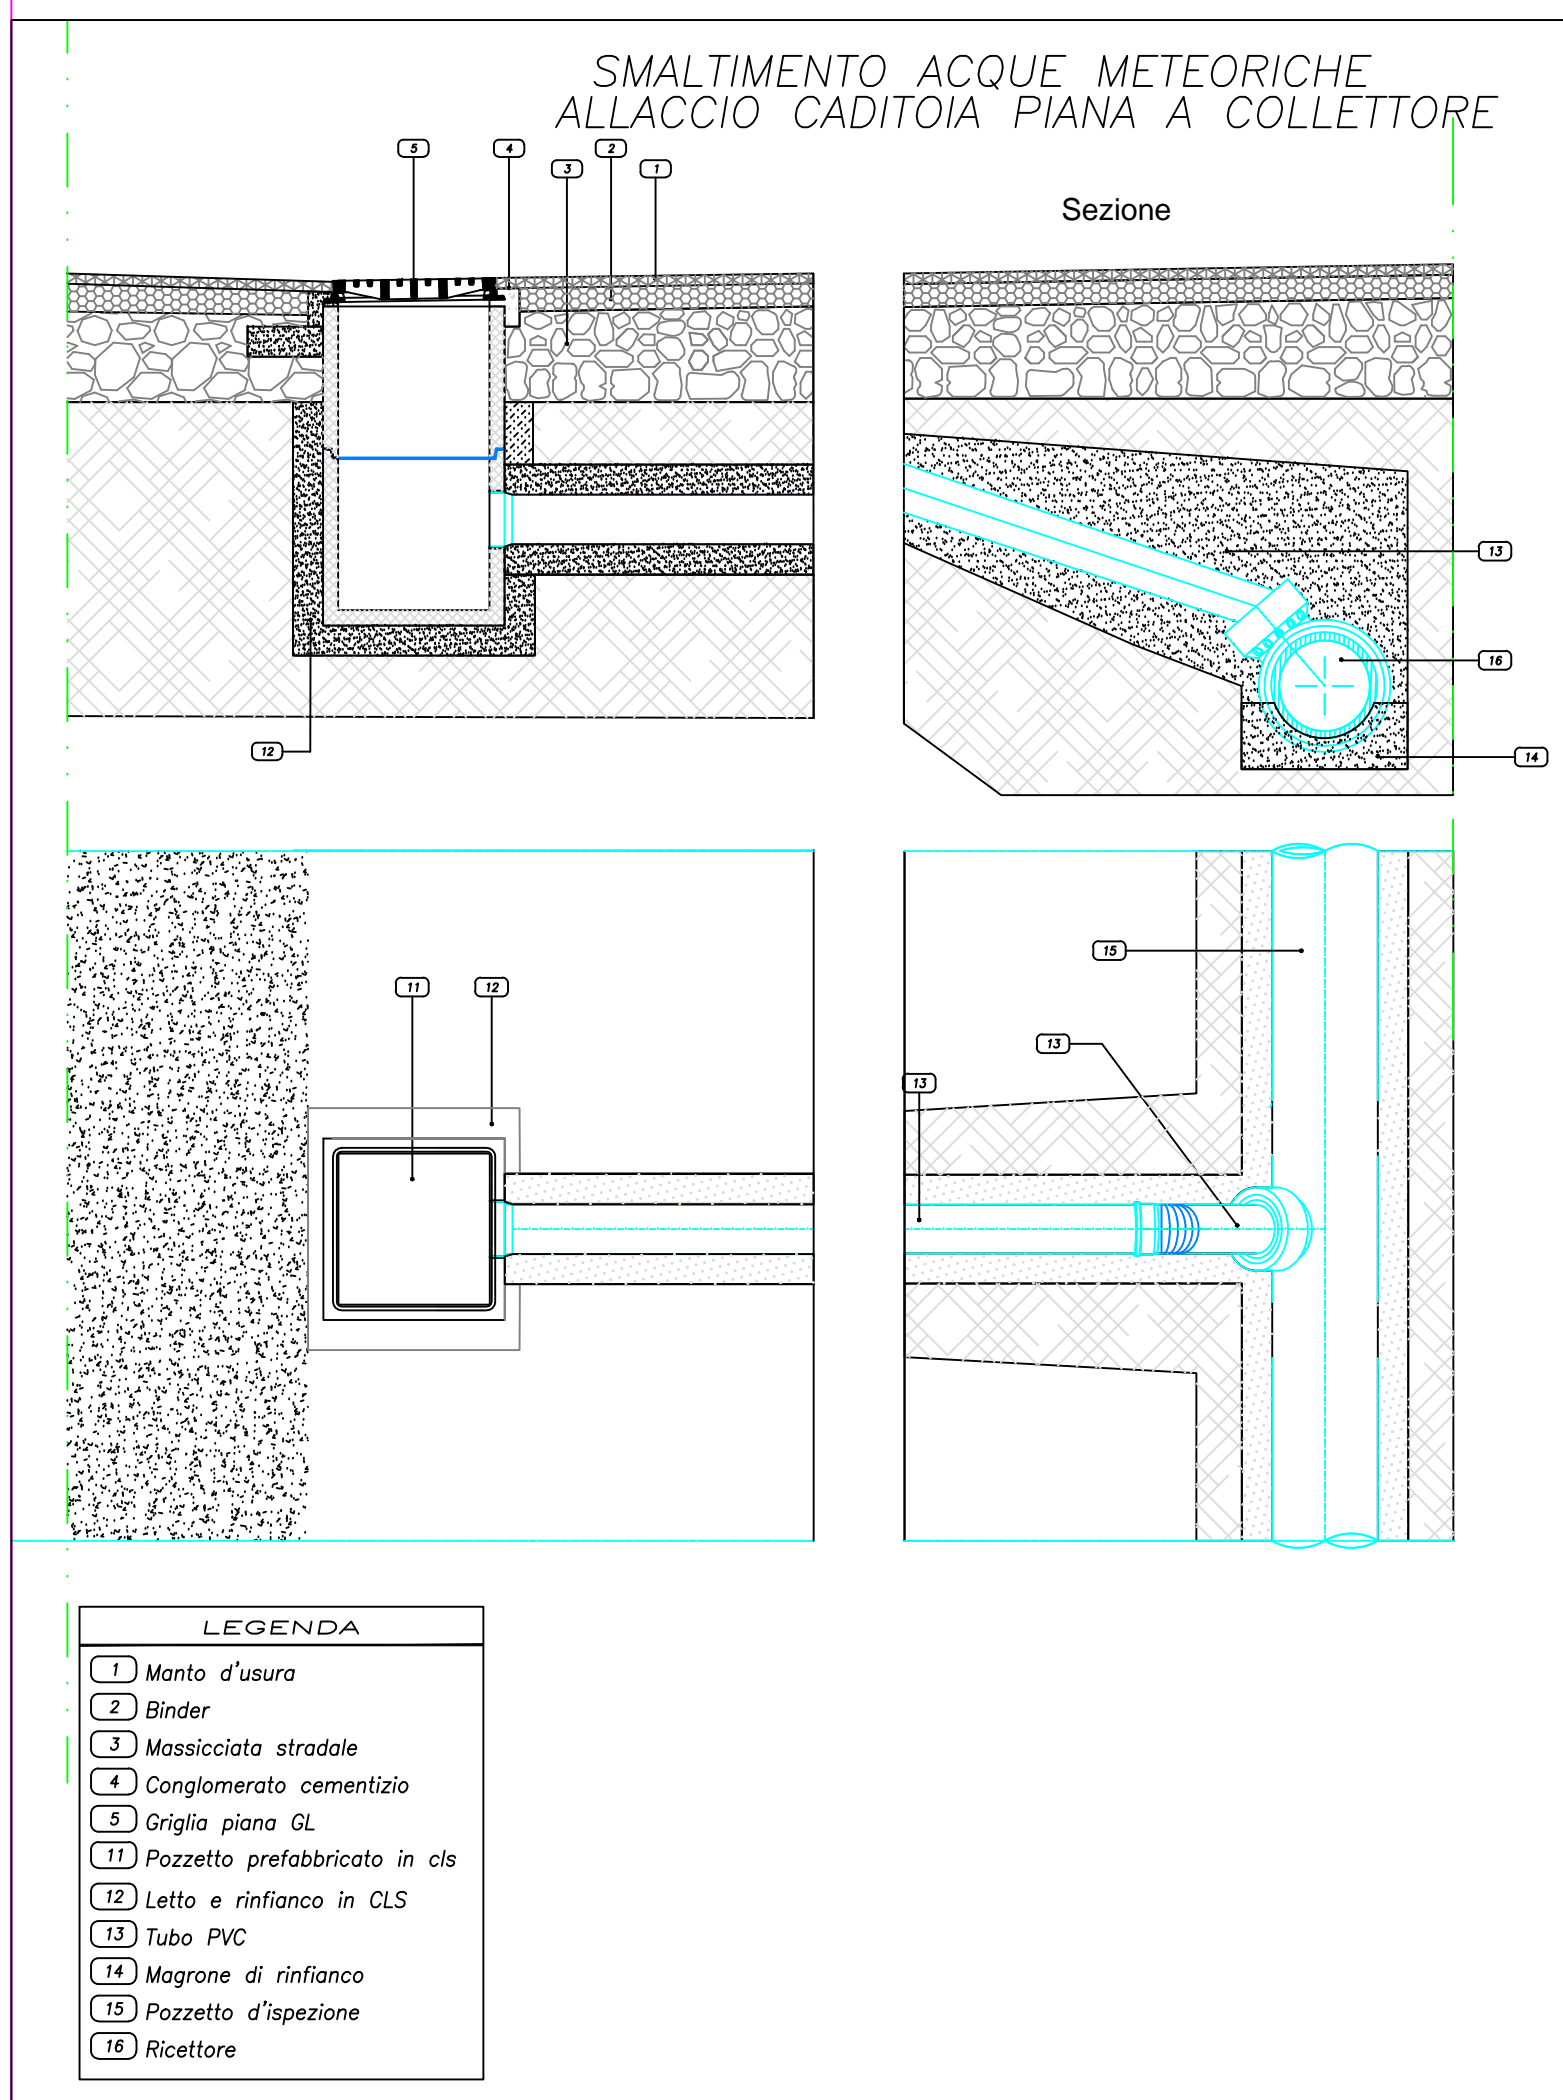 SMALTIMENTO ACQUE METEORICHE
ALLACCIO CADITOIA PIANA A COLLETTORE
5
4
2
3
1
Sezione
13
16
12
14
15
11
12
13
13
LEGENDA
1 Manto d'usura
2 Binder
3 Massicciata stradale
4 Conglomerato cementizio
5 Griglia piana GL
11 Pozzetto prefabbricato in cls
12 Letto e rinfianco in CLS
13 Tubo PVC
14 Magrone di rinfianco
15 Pozzetto d'ispezione
16 Ricettore